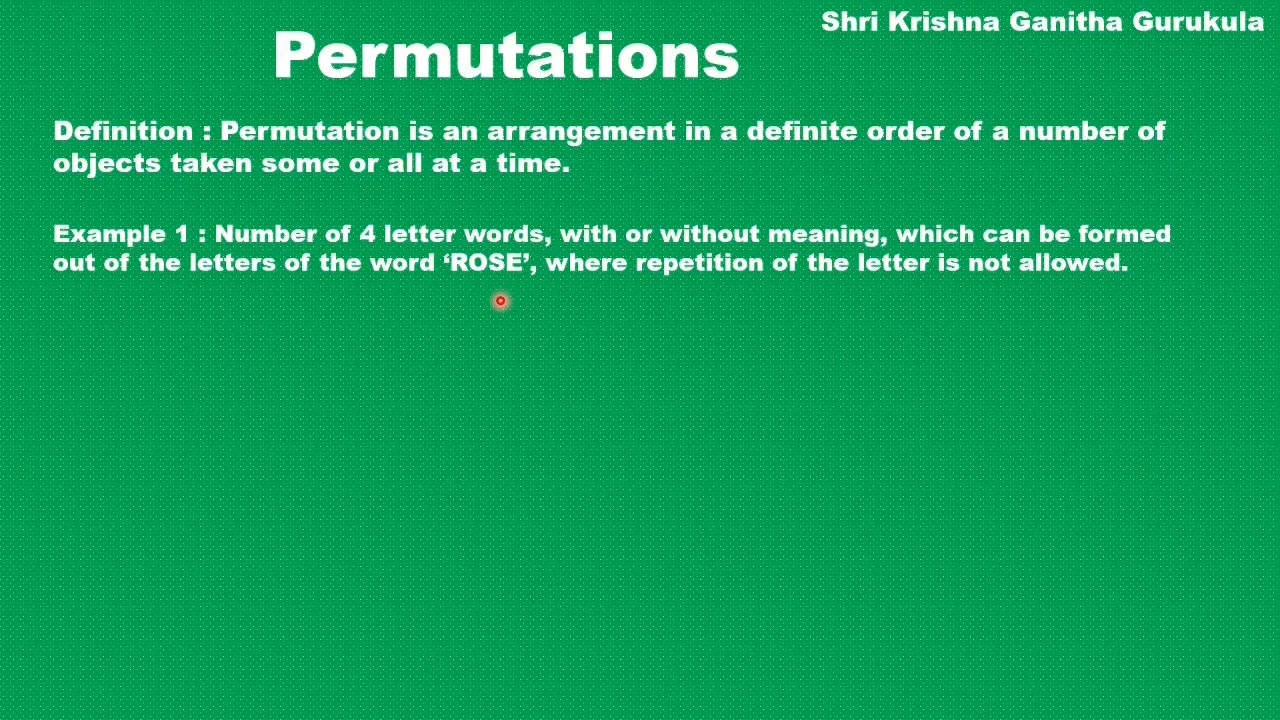 Shri Krishna Ganitha Gurukula
Permutations
Definition : Permutation is an arrangement in a definite order of a number of
objects taken some or all at a time.
Example 1 : Number of 4 letter words, with or without meaning, which can be formed
out of the letters of the word ‘ROSE’, where repetition of the letter is not allowed.